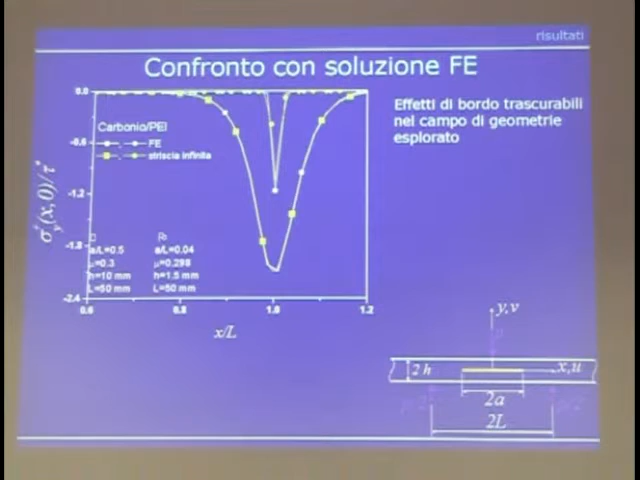 risultati
Confronto con soluzione FE
Effetti di bordo trascurabili
nel campo di geometrie
esplorato
0.0
-0.6
-1.2
-1.8
-2.4
Carbonio/PEI
FE
striscia infinita
a/L=0.5
μ=0.3
h=10 mm
L=50 mm
a/L=0.04
μ=0.298
h=1.5 mm
L=50 mm
0.6 0.8 1.0 1.2
x/L
y,v
2h
x,u
2a
2L